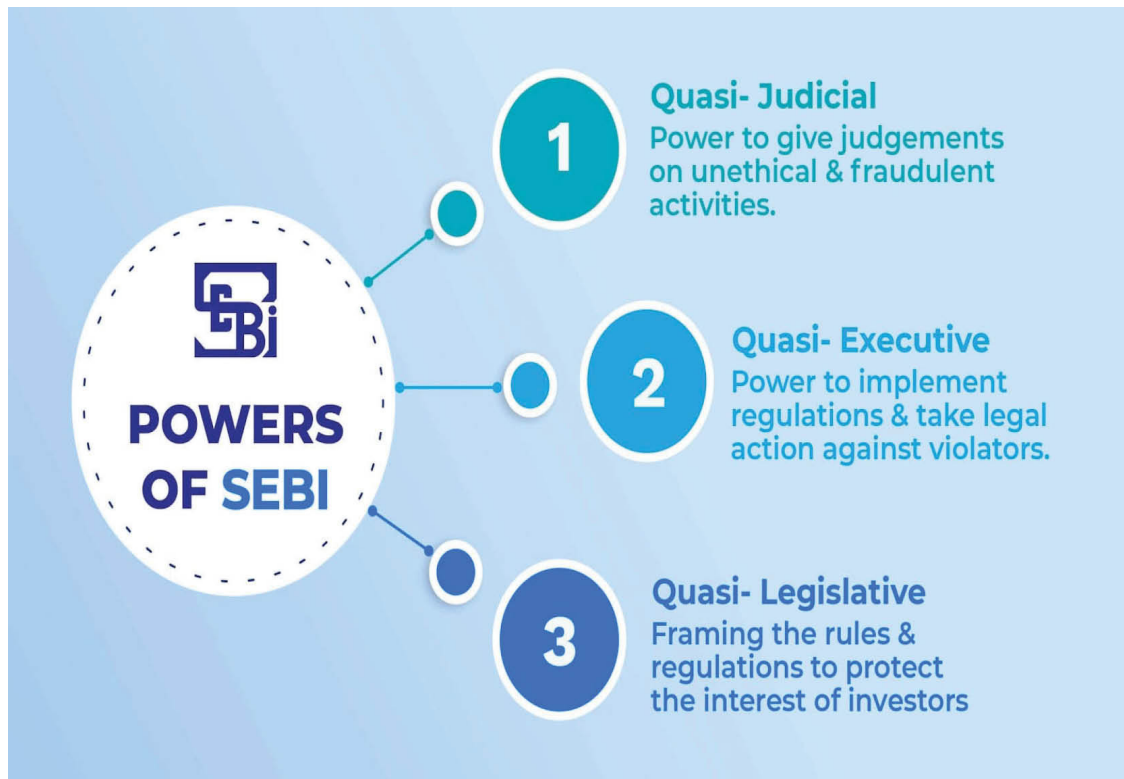 SEBi
POWERS
OF SEBI
1
Quasi- Judicial
Power to give judgements
on unethical & fraudulent
activities.
2
Quasi- Executive
Power to implement
regulations & take legal
action against violators.
3
Quasi- Legislative
Framing the rules &
regulations to protect
the interest of investors